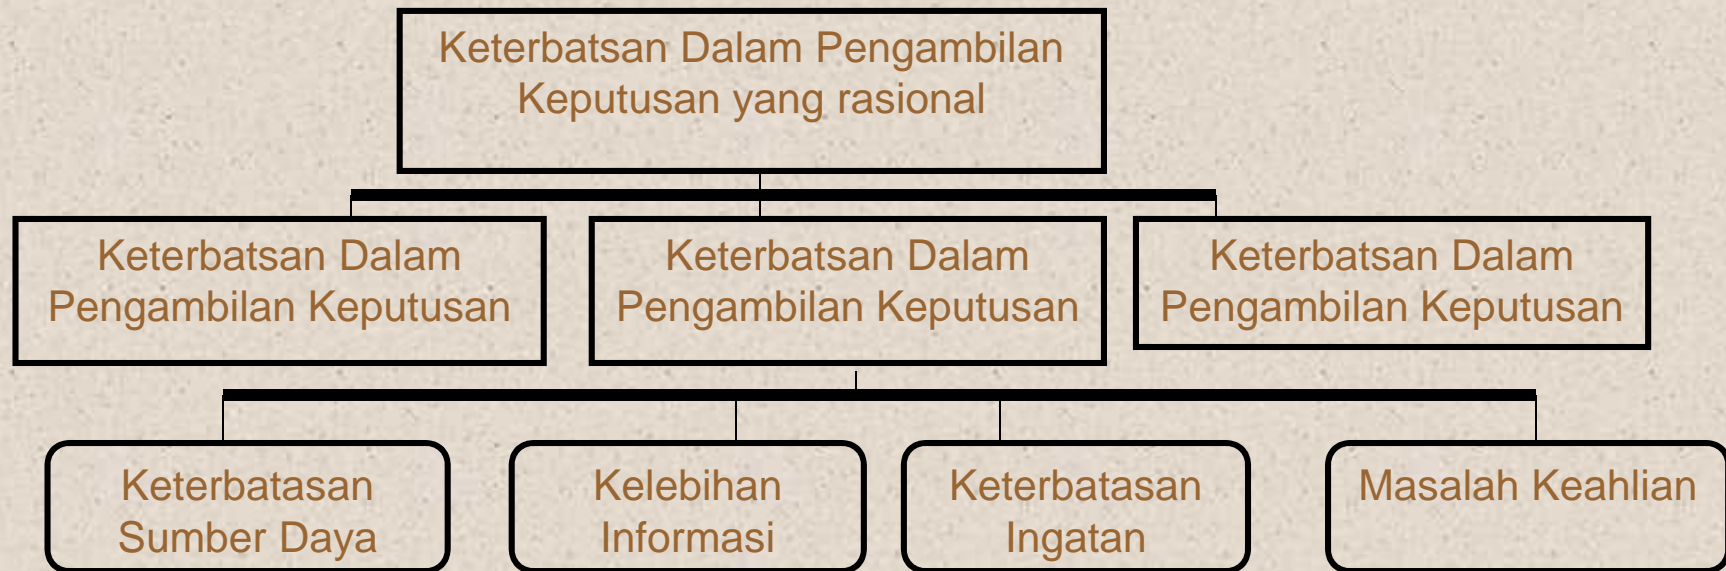 Keterbatsan Dalam Pengambilan
Keputusan yang rasional
Keterbatsan Dalam
Pengambilan Keputusan
Keterbatsan Dalam
Pengambilan Keputusan
Keterbatsan Dalam
Pengambilan Keputusan
Keterbatasan
Sumber Daya
Kelebihan
Informasi
Keterbatasan
Ingatan
Masalah Keahlian